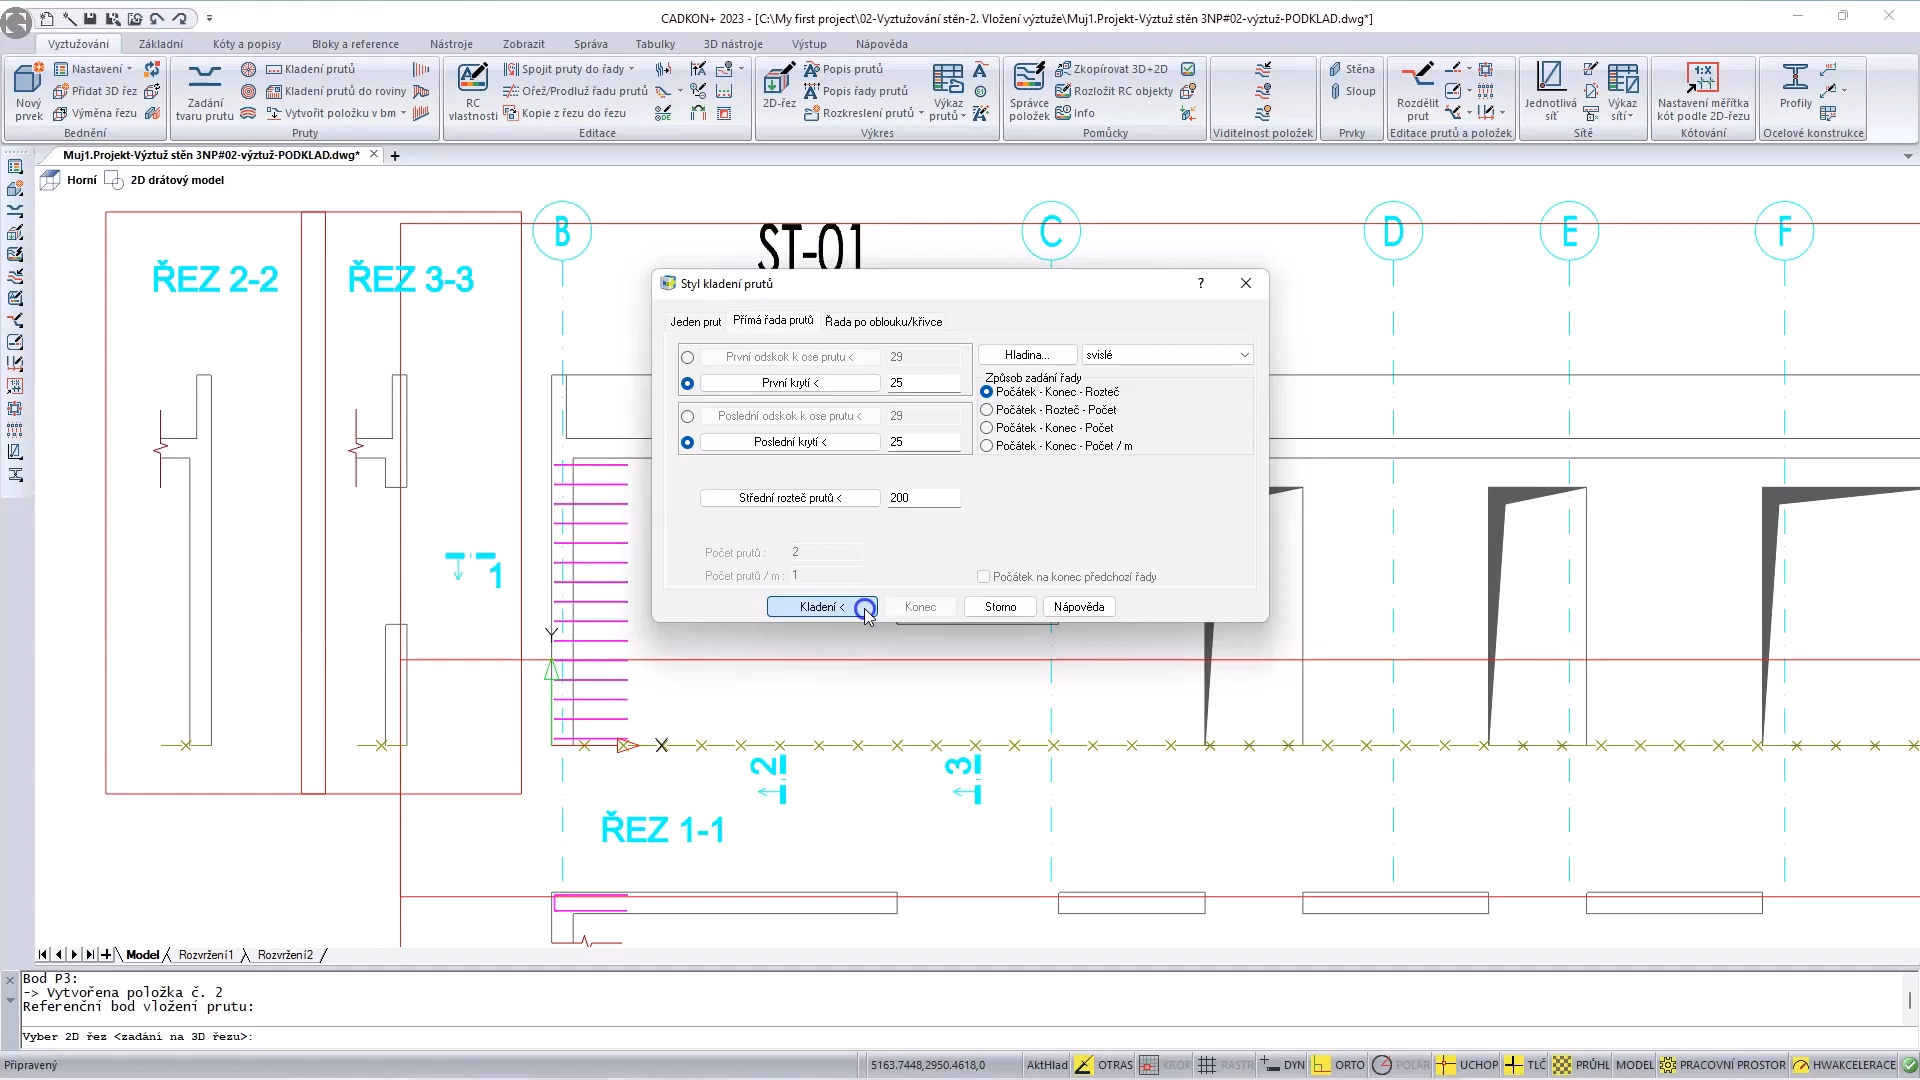 CADKON+ 2023 - [C:\My first project\02-Vyztužování stěn-2. Vložení výztuže\Muj1.Projekt-Výztuž stěn 3NP#02-výztuž-PODKLAD.dwg*]
Vyztužování Základní Kóty a popisy Bloky a reference Nástroje Zobrazit Správa Tabulky 3D nástroje Výstup Nápověda
Nový prvek
Nastavení
Přidat 3D řez
Výměna řezu
Bednění
Zadání tvaru prutu
Kladení prutů
Kladení prutů do roviny
Vytvořit položku v bm
Pruty
RC vlastnosti
Spojit pruty do řady
Ořež/Prodluž řadu prutů
Kopie z řezu do řezu
Editace
2D-řez
Popis prutů
Popis řady prutů
Rozkreslení prutů
Výkaz prutů
Výkres
Správce položek
Zkopírovat 3D+2D
Rozložit RC objekty
Info
Pomůcky
Viditelnost položek
Stěna
Sloup
Prvky
Rozdělit prut
Editace prutů a položek
Jednotlivá síť
Výkaz sítí
Sítě
1:X
Nastavení měřítka kót podle 2D-řezu
Kótování
Profily
Ocelové konstrukce
Muj1.Projekt-Výztuž stěn 3NP#02-výztuž-PODKLAD.dwg*
Horní 2D drátový model
B C D E F
ST-01
ŘEZ 2-2 ŘEZ 3-3
1
Y
X
2
3
ŘEZ 1-1
Styl kladení prutů
Jeden prut Přímá řada prutů Řada po oblouku/křivce
První odskok k ose prutu < 29
První krytí < 25
Poslední odskok k ose prutu < 29
Poslední krytí < 25
Střední rozteč prutů < 200
Počet prutů : 2
Počet prutů / m : 1
Hladina... svislé
Způsob zadání řady
Počátek - Konec - Rozteč
Počátek - Rozteč - Počet
Počátek - Konec - Počet
Počátek - Konec - Počet / m
Počátek na konec předchozí řady
Kladení < Konec Storno Nápověda
Model Rozvržení1 Rozvržení2
Bod P3:
-> Vytvořena položka č. 2
Referenční bod vložení prutu:
Vyber 2D řez <zadání na 3D řezu>:
Připravený 5163.7448,2950.4618,0 AktHlad OTRAS KROK RASTR DYN ORTO POLÁR UCHOP TLČ PRŮHL MODEL PRACOVNÍ PROSTOR HWAKCELERACE